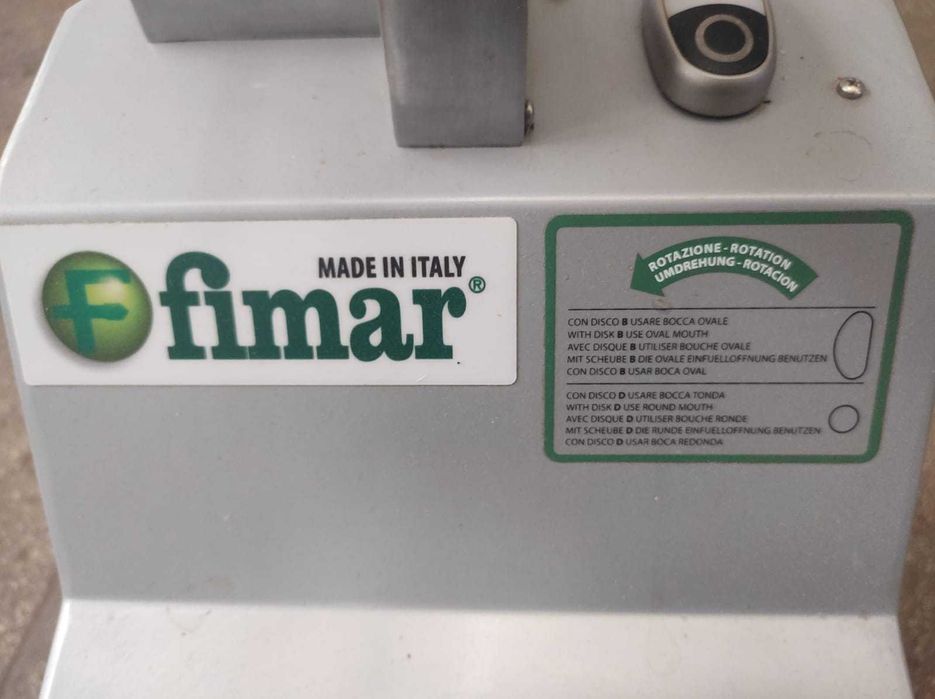 MADE IN ITALY
F fimar®
ROTAZIONE - ROTATION
UMDREHUNG - ROTACION
CON DISCO B USARE BOCCA OVALE
WITH DISK B USE OVAL MOUTH
AVEC DISQUE B UTILISER BOUCHE OVALE
MIT SCHEUBE B DIE OVALE EINFUELLOFFNUNG BENUTZEN
CON DISCO B USAR BOCA OVAL
CON DISCO D USARE BOCCA TONDA
WITH DISK D USE ROUND MOUTH
AVEC DISQUE D UTILISER BOUCHE RONDE
MIT SCHEUBE D DIE RUNDE EINFUELLOFFNUNG BENUTZEN
CON DISCO D USAR BOCA REDONDA